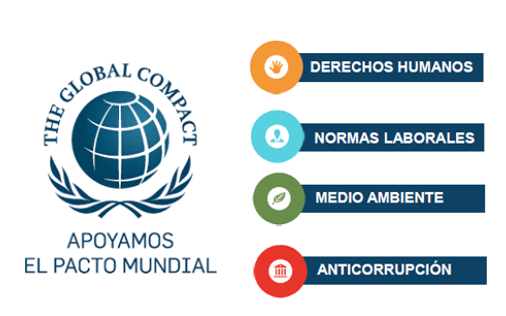 THE GLOBAL COMPACT
APOYAMOS
EL PACTO MUNDIAL
DERECHOS HUMANOS
NORMAS LABORALES
MEDIO AMBIENTE
ANTICORRUPCIÓN